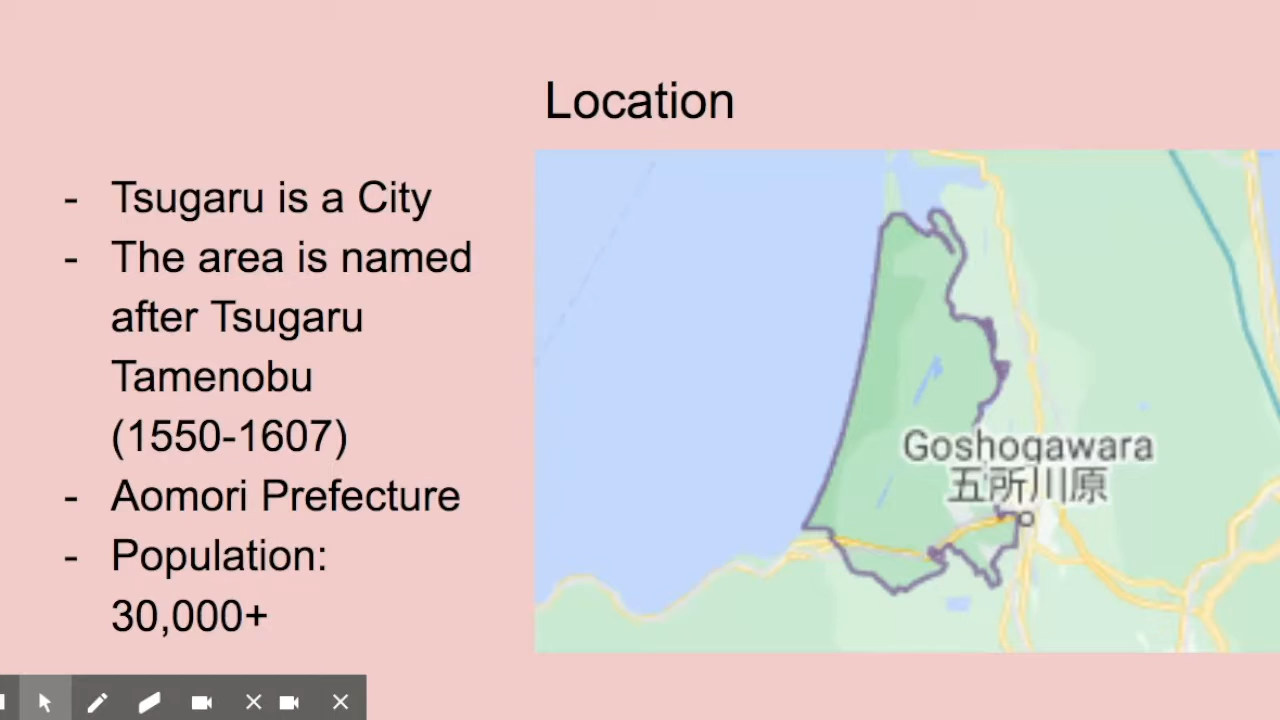 Location
- Tsugaru is a City
- The area is named
after Tsugaru
Tamenobu
(1550-1607)
- Aomori Prefecture
- Population:
30,000+
Goshogawara
五所川原